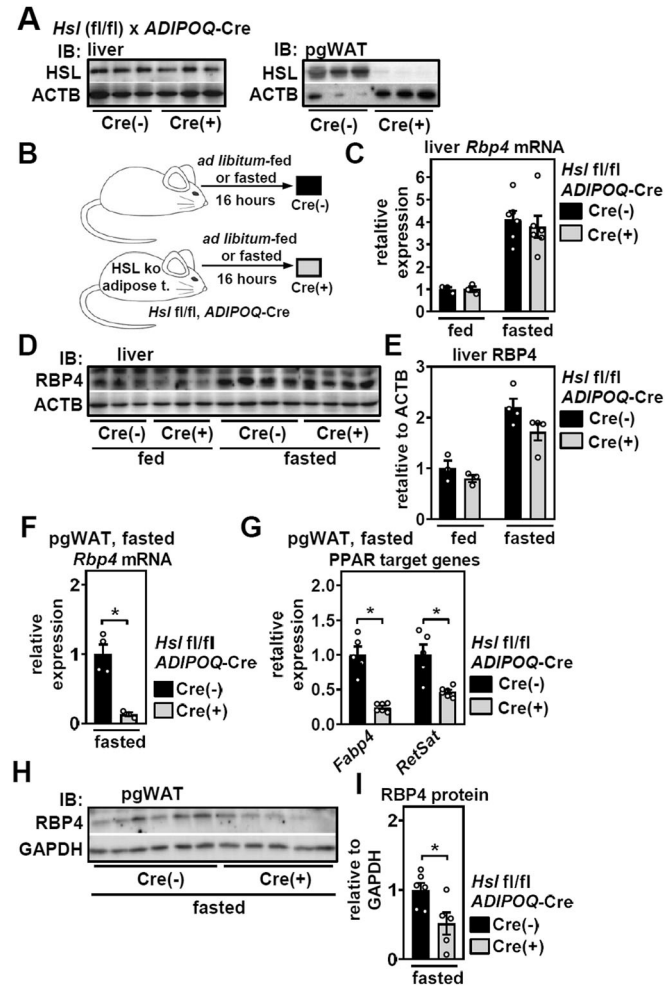 A
Hsl (fl/fl) x ADIPOQ-Cre
IB: liver
HSL
ACTB
Cre(-) Cre(+)
IB: pgWAT
HSL
ACTB
Cre(-) Cre(+)
B
ad libitum-fed
or fasted
16 hours
Cre(-)
HSL ko
adipose t.
ad libitum-fed
or fasted
16 hours
Cre(+)
Hsl fl/fl, ADIPOQ-Cre
C
liver Rbp4 mRNA
retaltive
expression
6
5
4
3
2
1
0
fed fasted
Hsl fl/fl
ADIPOQ-Cre
Cre(-)
Cre(+)
D
IB: liver
RBP4
ACTB
Cre(-) Cre(+) Cre(-) Cre(+)
fed fasted
E
liver RBP4
retaltive to ACTB
3
2
1
0
fed fasted
Hsl fl/fl
ADIPOQ-Cre
Cre(-)
Cre(+)
F
pgWAT, fasted
Rbp4 mRNA
relative
expression
2
1
0
*
fasted
Hsl fl/fl
ADIPOQ-Cre
Cre(-)
Cre(+)
G
pgWAT, fasted
PPAR target genes
relative
expression
2.0
1.5
1.0
0.5
0.0
* *
Fabp4 RetSat
Hsl fl/fl
ADIPOQ-Cre
Cre(-)
Cre(+)
H
IB: pgWAT
RBP4
GAPDH
Cre(-) Cre(+)
fasted
I
RBP4 protein
relative to
GAPDH
2
1
0
*
fasted
Hsl fl/fl
ADIPOQ-Cre
Cre(-)
Cre(+)